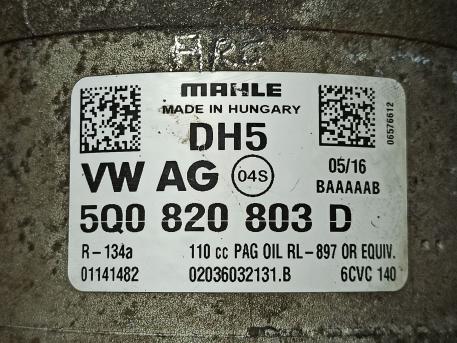 MAHLE
MADE IN HUNGARY
06576612
DH5
VW AG 04S
05/16
BAAAAAB
5Q0 820 803 D
R-134a 110 cc PAG OIL RL-897 OR EQUIV.
01141482 02036032131.B 6CVC 140